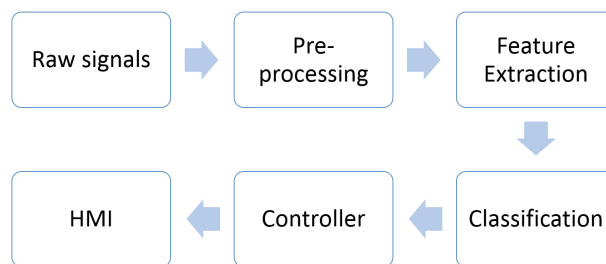 Raw signals
Pre-
processing
Feature
Extraction
Classification
Controller
HMI